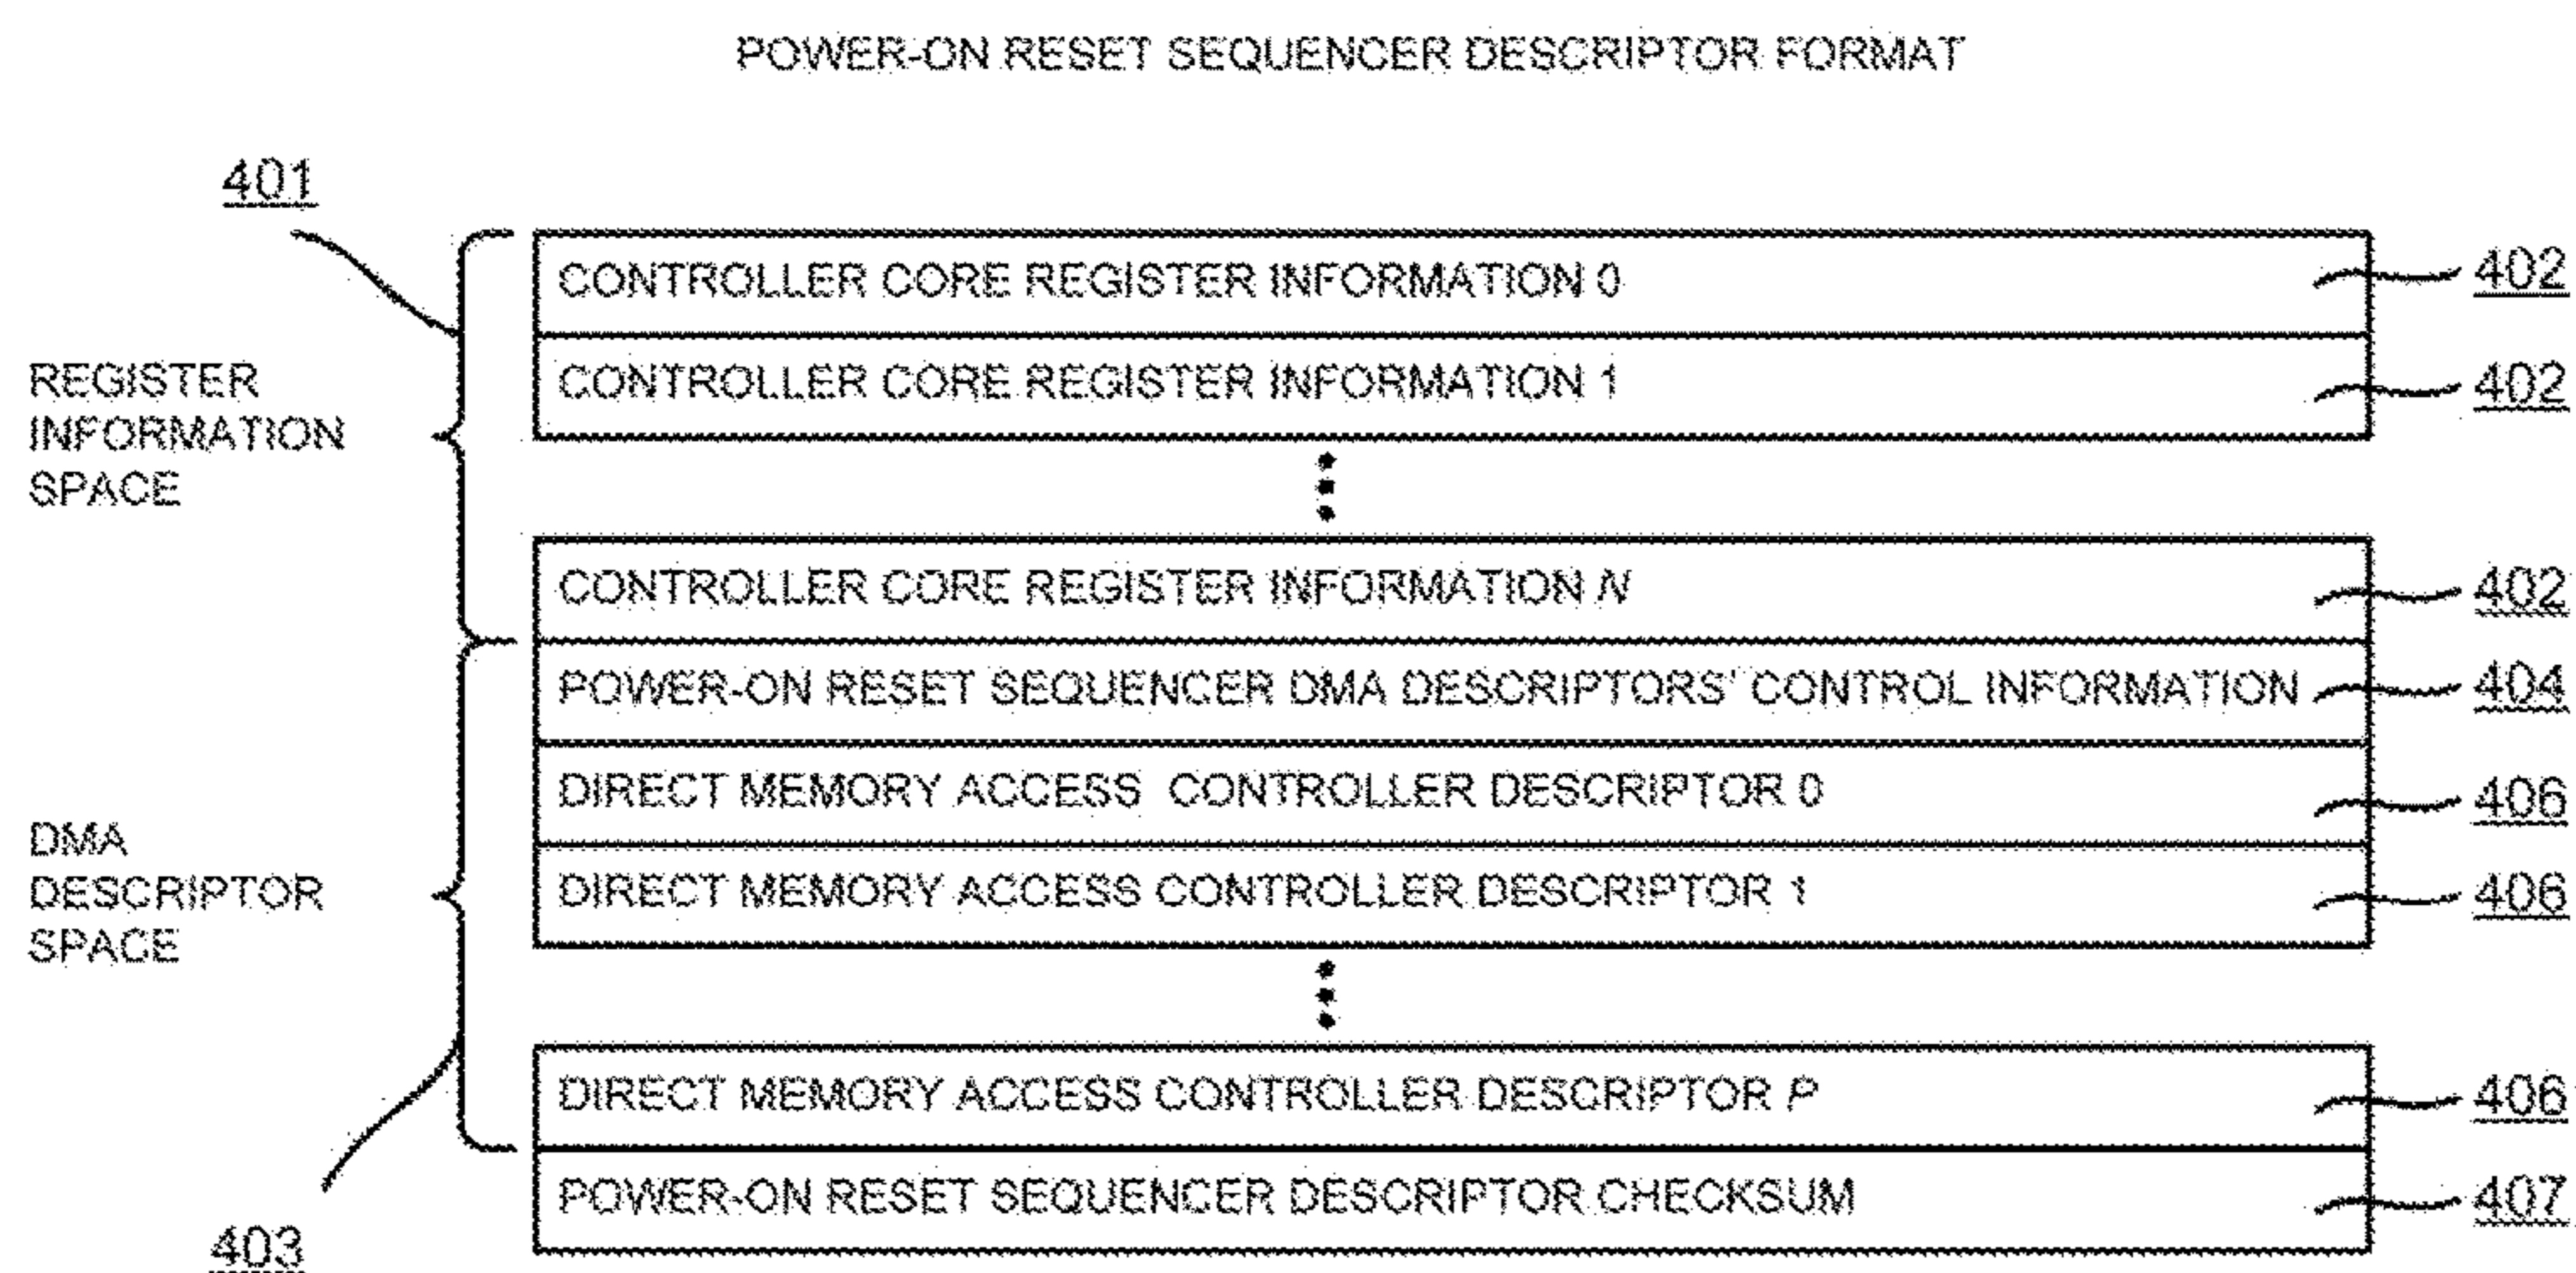 POWER-ON RESET SEQUENCER DESCRIPTOR FORMAT
401
CONTROLLER CORE REGISTER INFORMATION 0
402
CONTROLLER CORE REGISTER INFORMATION 1
402
REGISTER
INFORMATION
SPACE
CONTROLLER CORE REGISTER INFORMATION N
402
POWER-ON RESET SEQUENCER DMA DESCRIPTORS' CONTROL INFORMATION
404
DIRECT MEMORY ACCESS CONTROLLER DESCRIPTOR 0
406
DIRECT MEMORY ACCESS CONTROLLER DESCRIPTOR 1
406
DMA
DESCRIPTOR
SPACE
DIRECT MEMORY ACCESS CONTROLLER DESCRIPTOR P
406
POWER-ON RESET SEQUENCER DESCRIPTOR CHECKSUM
407
403